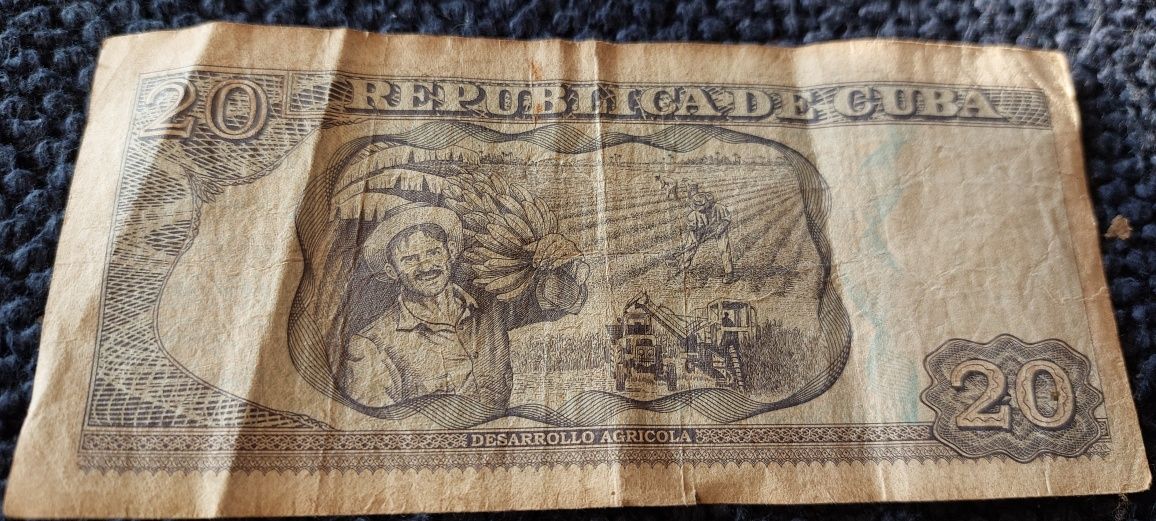 20 REPUBLICA DE CUBA
DESARROLLO AGRICOLA
20